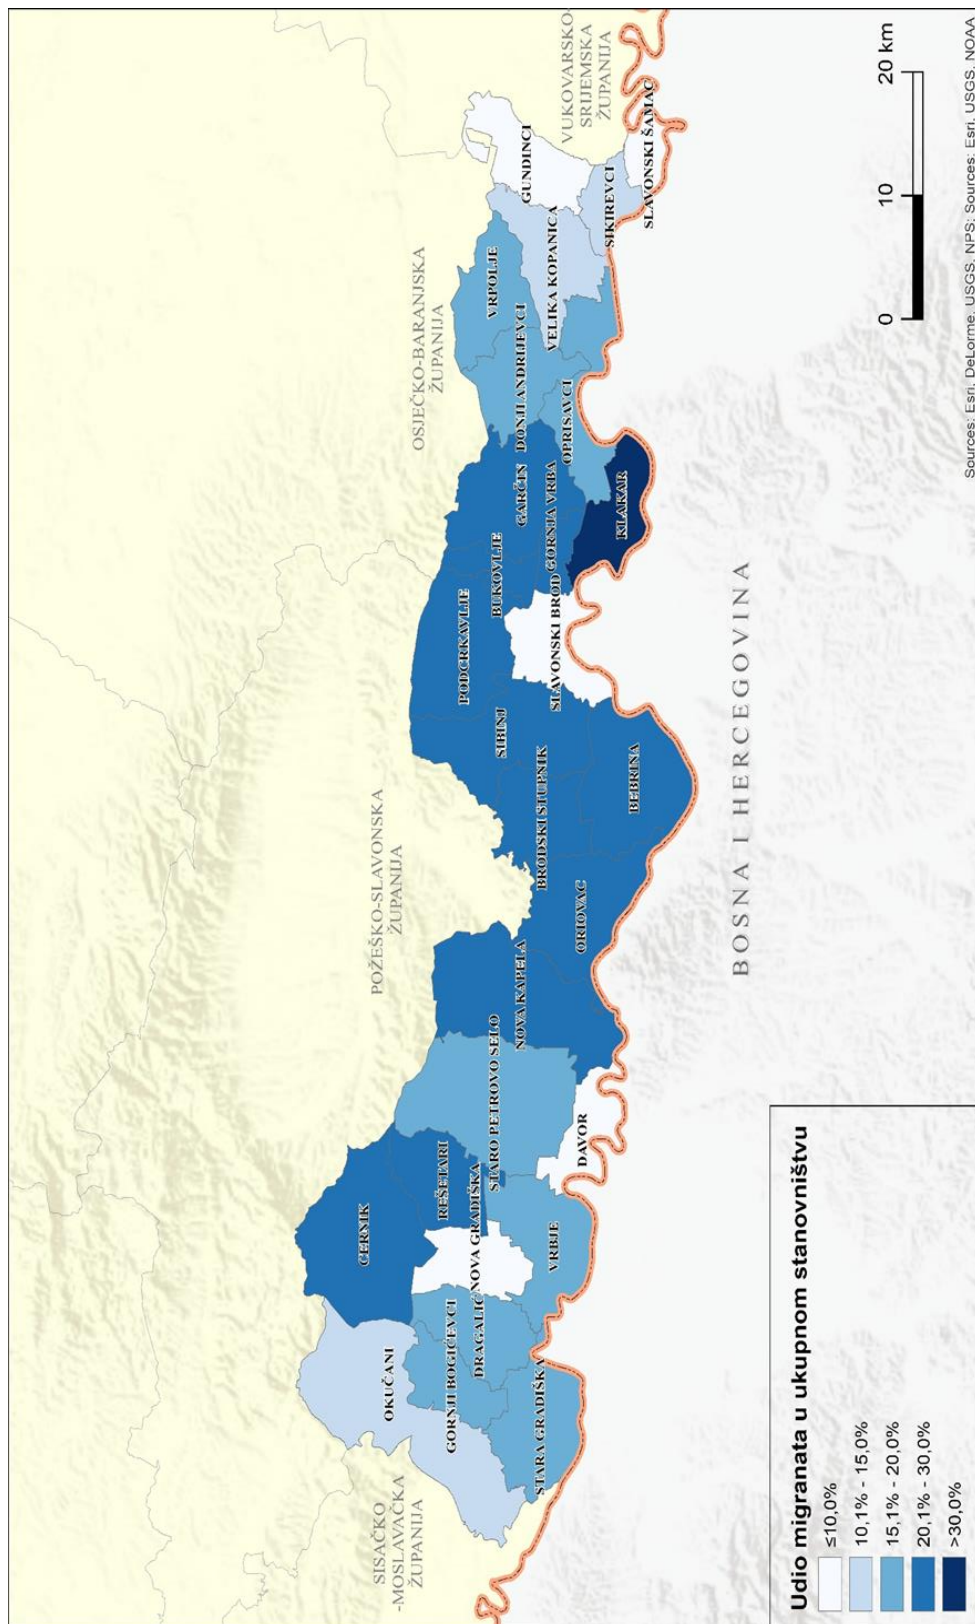 VUKOVARSKO-
SRIJEMSKA
ŽUPANIJA
OSJEČKO-BARANJSKA
ŽUPANIJA
POŽEŠKO-SLAVONSKA
ŽUPANIJA
SISAČKO
-MOSLAVAČKA
ŽUPANIJA
OKUČANI
CERNIK
GORNJI BOGIĆEVCI
REŠETARI
DRAGALIĆ
NOVA GRADIŠKA
STARO PETROVO SELO
STARA GRADIŠKA
VRBJE
DAVOR
NOVA KAPELA
ORIOVAC
BRODSKI STUPNIK
BEBRINA
SIBINJ
PODCRKAVLJE
BUKOVLJE
SLAVONSKI BROD
GORNJA VRBA
GARČIN
KLAKAR
OPRISAVCI
DONJI ANDRIJEVCI
VRPOLJE
VELIKA KOPANICA
GUNDINCI
SIKIREVCI
SLAVONSKI ŠAMAC
BOSNA I HERCEGOVINA
Udio migranata u ukupnom stanovništvu
≤10,0%
10,1% - 15,0%
15,1% - 20,0%
20,1% - 30,0%
>30,0%
0 10 20 km
Sources: Esri, DeLorme, USGS, NPS; Sources: Esri, USGS, NOAA